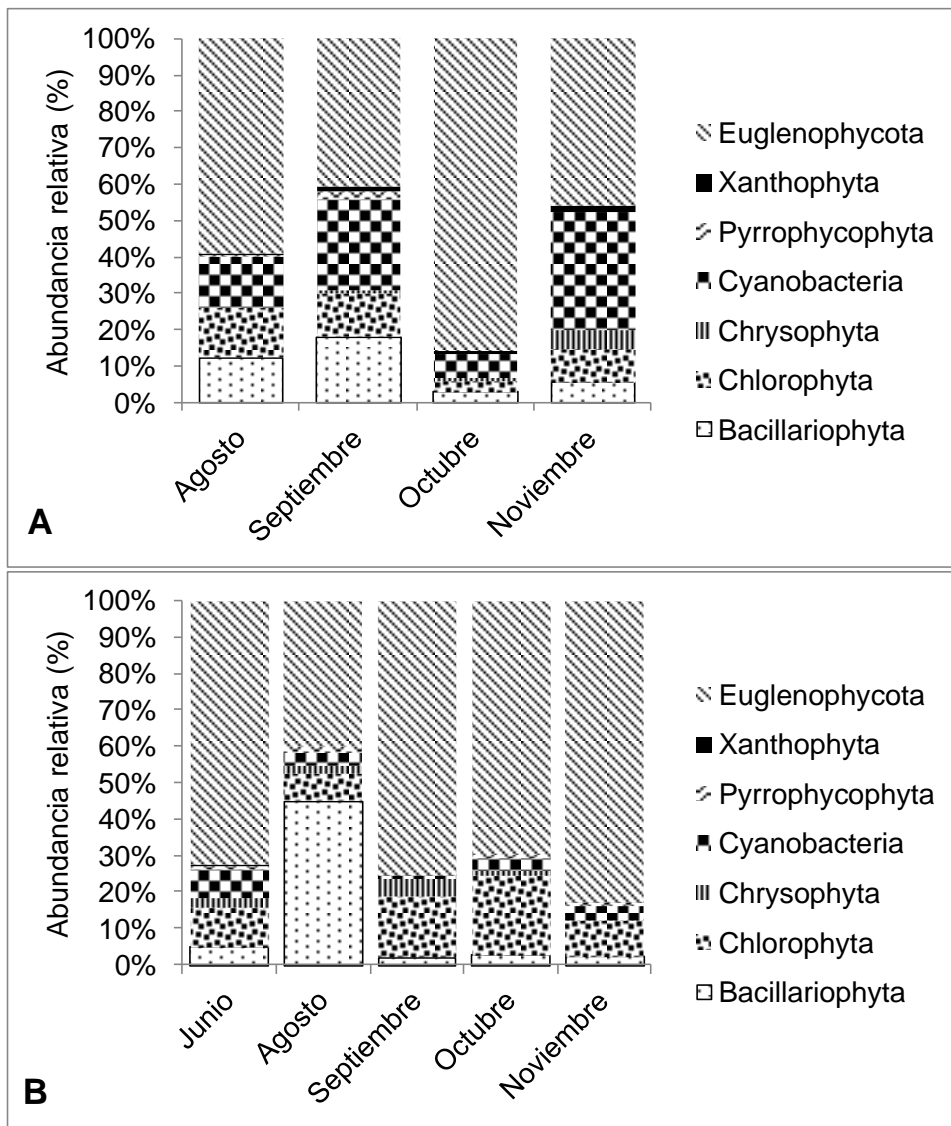 100%
90%
80%
70%
60%
50%
40%
30%
20%
10%
0%
Abundancia relativa (%)
Agosto
Septiembre
Octubre
Noviembre
Euglenophycota
Xanthophyta
Pyrrophycophyta
Cyanobacteria
Chrysophyta
Chlorophyta
Bacillariophyta
A
100%
90%
80%
70%
60%
50%
40%
30%
20%
10%
0%
Abundancia relativa (%)
Junio
Agosto
Septiembre
Octubre
Noviembre
Euglenophycota
Xanthophyta
Pyrrophycophyta
Cyanobacteria
Chrysophyta
Chlorophyta
Bacillariophyta
B